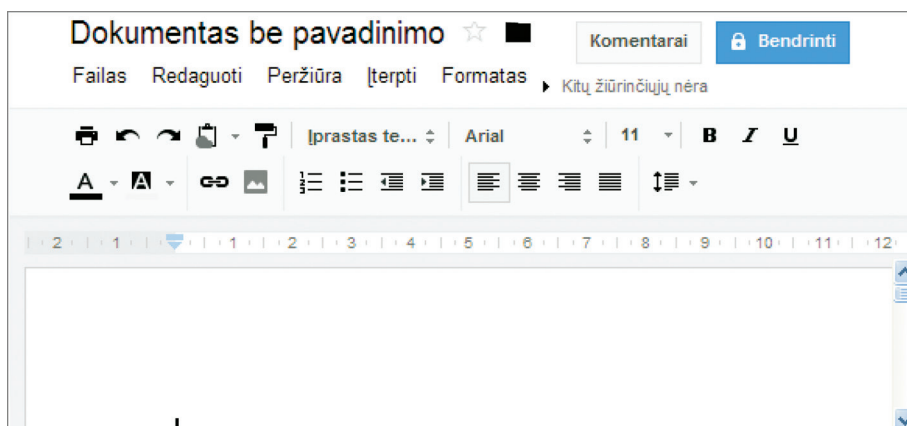 Dokumentas be pavadinimo
Komentarai Bendrinti
Failas Redaguoti Peržiūra Įterpti Formatas
Kitų žiūrinčiųjų nėra
Įprastas te... Arial 11 B I U
A A
2 1 1 2 3 4 5 6 7 8 9 10 11 12